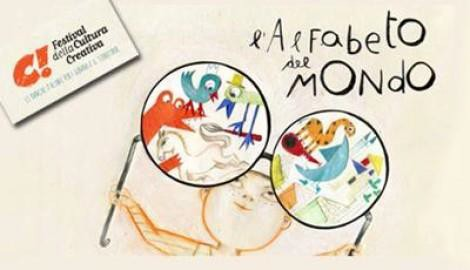 C!
Festival
della Cultura
Creativa
l'AlfabeTO
del
MONDO